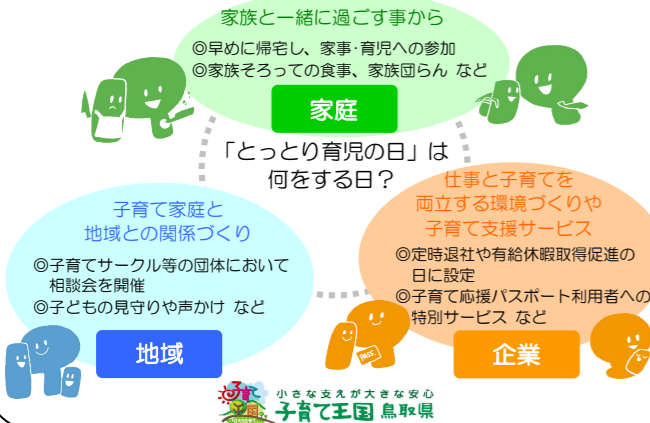 家族と一緒に過ごす事から
◎早めに帰宅し、家事・育児への参加
◎家族そろっての食事、家族団らん など
家庭
「とっとり育児の日」は
何をする日？
子育て家庭と
地域との関係づくり
◎子育てサークル等の団体において
相談会を開催
◎子どもの見守りや声かけ など
地域
仕事と子育てを
両立する環境づくりや
子育て支援サービス
◎定時退社や有給休暇取得促進の
日に設定
◎子育て応援パスポート利用者への
特別サービス など
企業
PASS.
子育て
小さな支えが大きな安心
子育て王国 鳥取県